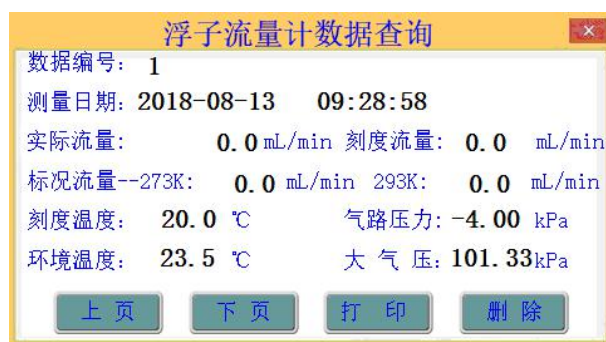 浮子流量计数据查询
数据编号: 1
测量日期: 2018-08-13 09:28:58
实际流量: 0.0 mL/min 刻度流量: 0.0 mL/min
标况流量--273K: 0.0 mL/min 293K: 0.0 mL/min
刻度温度: 20.0 ℃ 气路压力: -4.00 kPa
环境温度: 23.5 ℃ 大 气 压: 101.33kPa
上 页 下 页 打 印 删 除